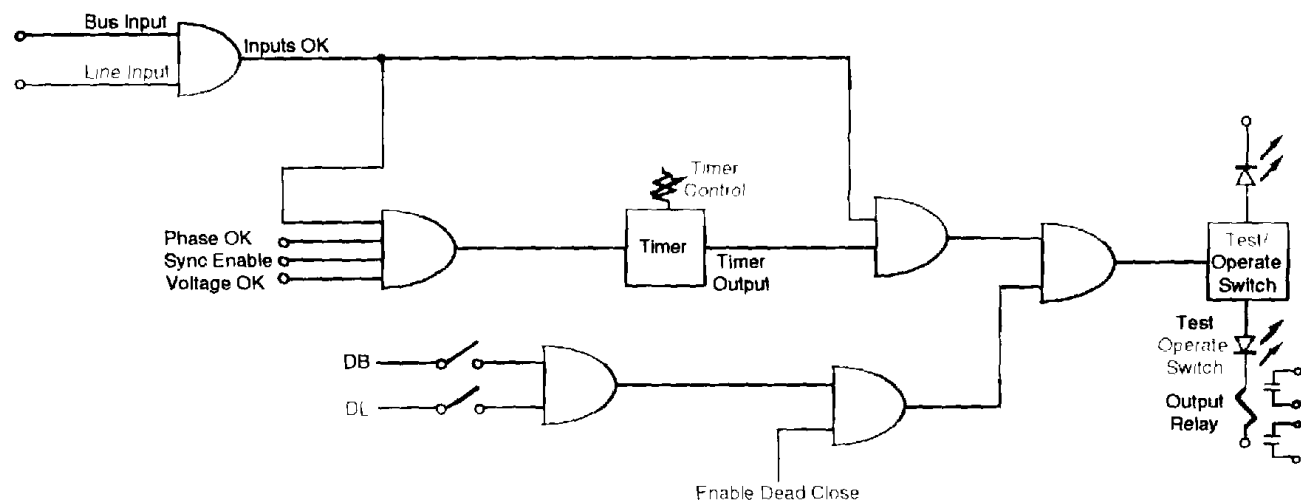 Bus Input
Inputs OK
Line Input
Timer
Control
Phase OK
Sync Enable
Voltage OK
Timer
Timer
Output
Test/
Operate
Switch
Test
Operate
Switch
DB
DL
Output
Relay
Enable Dead Close